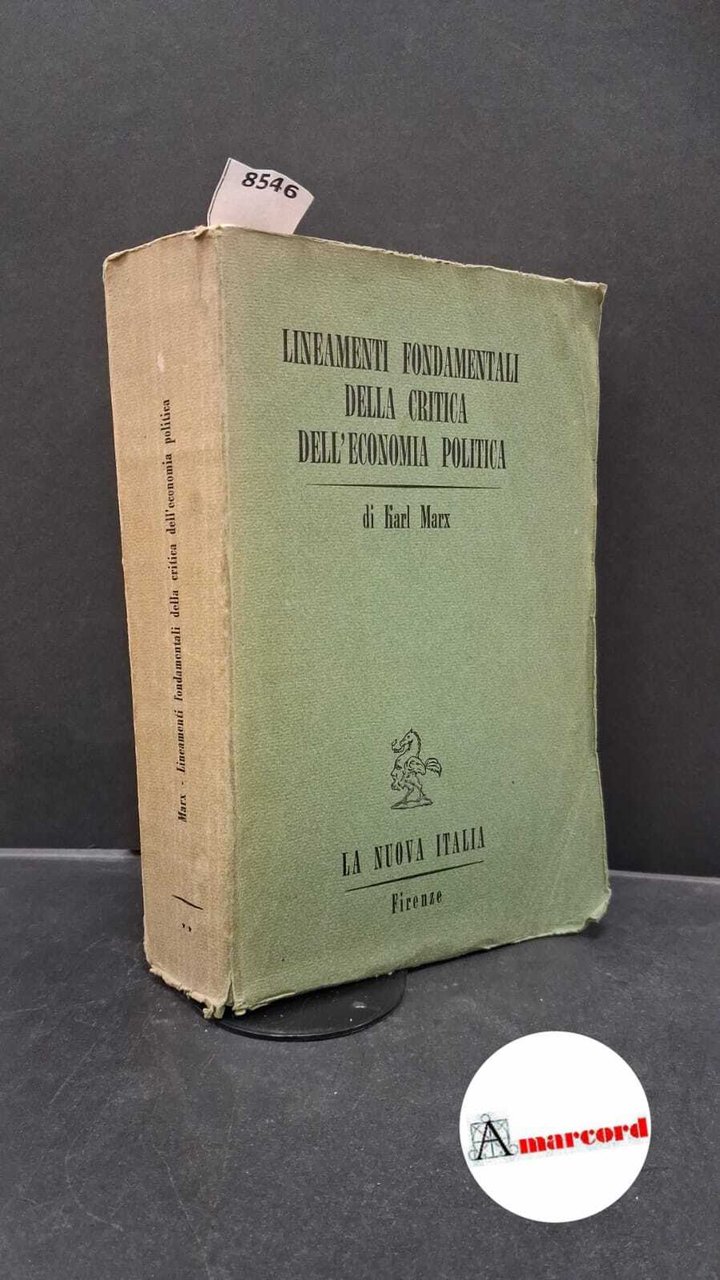 8546
LINEAMENTI FONDAMENTALI
DELLA CRITICA
DELL'ECONOMIA POLITICA
di Karl Marx
LA NUOVA ITALIA
Firenze
Marx - Lineamenti fondamentali della critica dell'economia politica
Amarcord